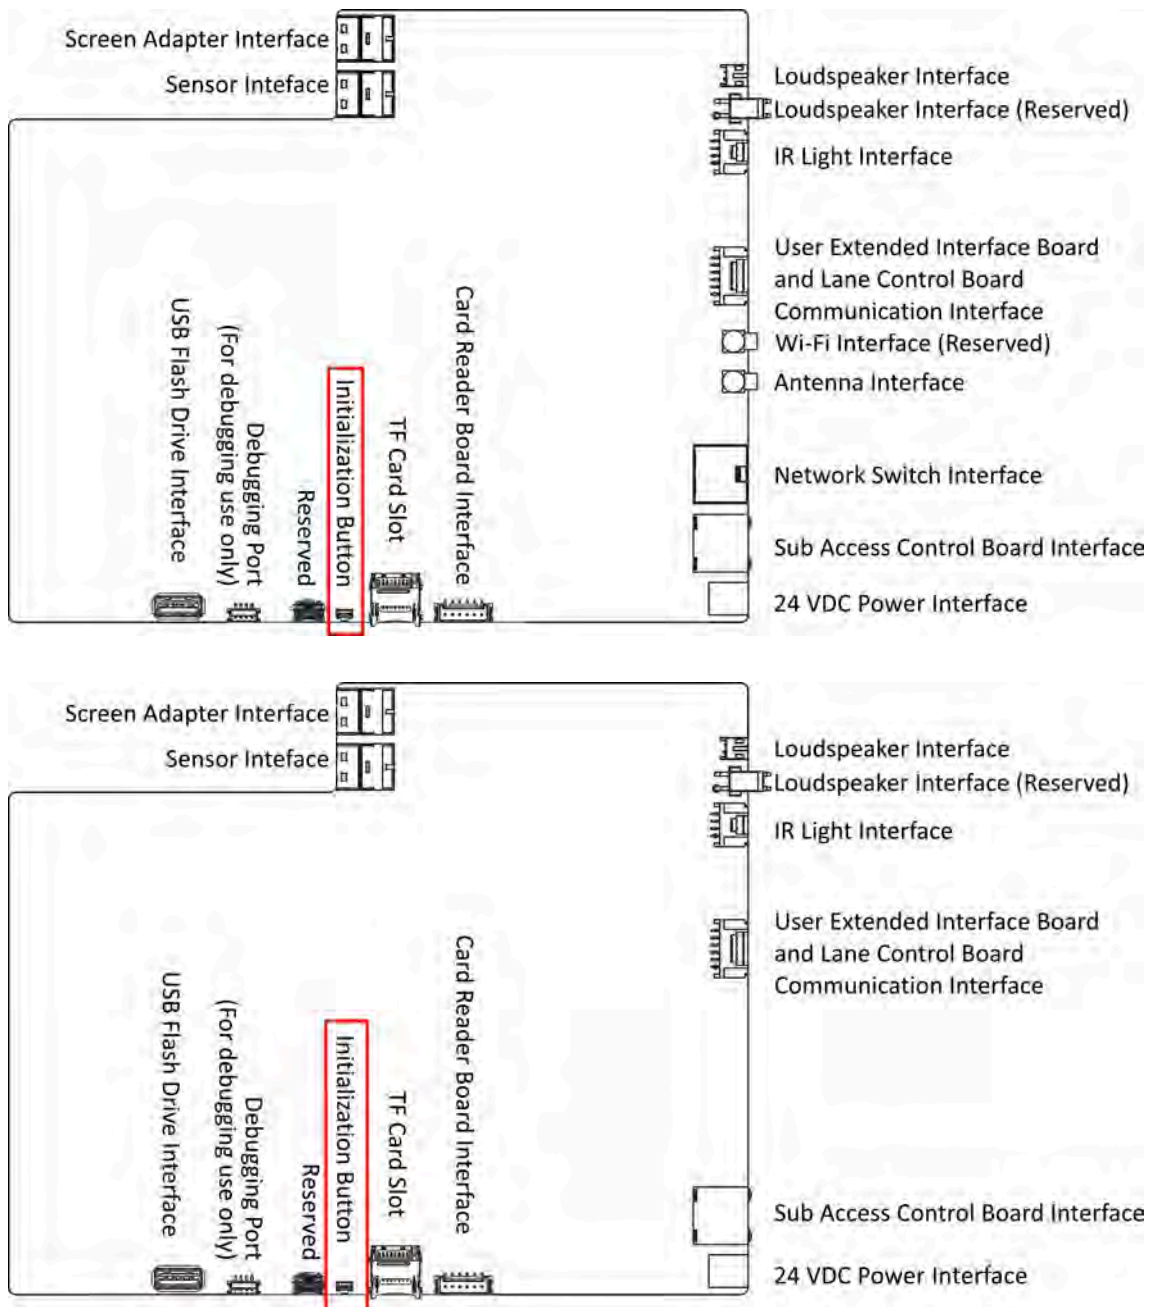 Screen Adapter Interface
Sensor Inteface
Loudspeaker Interface
Loudspeaker Interface (Reserved)
IR Light Interface
User Extended Interface Board
and Lane Control Board
Communication Interface
Wi-Fi Interface (Reserved)
Antenna Interface
Network Switch Interface
Sub Access Control Board Interface
24 VDC Power Interface
USB Flash Drive Interface
Debugging Port
(For debugging use only)
Reserved
Initialization Button
TF Card Slot
Card Reader Board Interface
Screen Adapter Interface
Sensor Inteface
Loudspeaker Interface
Loudspeaker Interface (Reserved)
IR Light Interface
User Extended Interface Board
and Lane Control Board
Communication Interface
Sub Access Control Board Interface
24 VDC Power Interface
USB Flash Drive Interface
Debugging Port
(For debugging use only)
Reserved
Initialization Button
TF Card Slot
Card Reader Board Interface